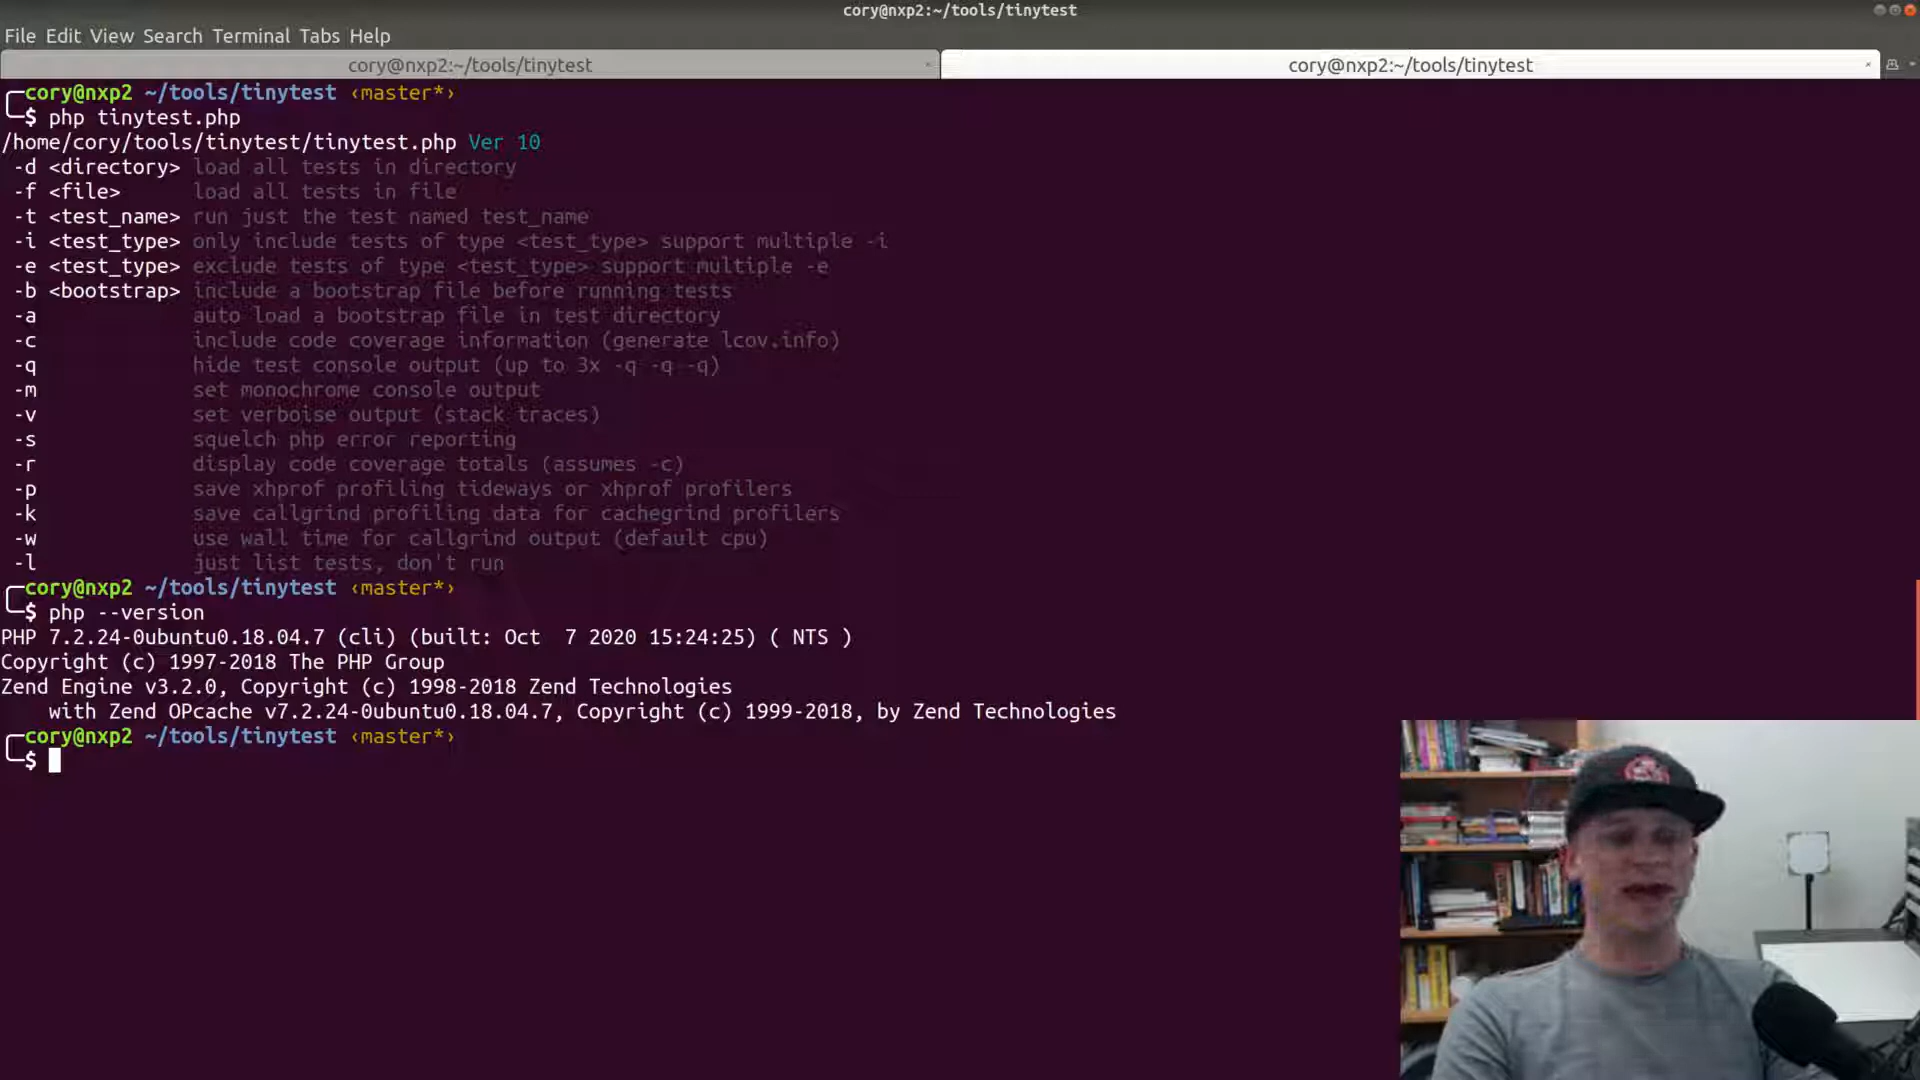 cory@nxp2:~/tools/tinytest
File Edit View Search Terminal Tabs Help
cory@nxp2:~/tools/tinytest
cory@nxp2:~/tools/tinytest
cory@nxp2 ~/tools/tinytest ‹master*›
$ php tinytest.php
/home/cory/tools/tinytest/tinytest.php Ver 10
-d <directory> load all tests in directory
-f <file> load all tests in file
-t <test_name> run just the test named test_name
-i <test_type> only include tests of type <test_type> support multiple -i
-e <test_type> exclude tests of type <test_type> support multiple -e
-b <bootstrap> include a bootstrap file before running tests
-a auto load a bootstrap file in test directory
-c include code coverage information (generate lcov.info)
-q hide test console output (up to 3x -q -q -q)
-m set monochrome console output
-v set verboise output (stack traces)
-s squelch php error reporting
-r display code coverage totals (assumes -c)
-p save xhprof profiling tideways or xhprof profilers
-k save callgrind profiling data for cachegrind profilers
-w use wall time for callgrind output (default cpu)
-l just list tests, don't run
cory@nxp2 ~/tools/tinytest ‹master*›
$ php --version
PHP 7.2.24-0ubuntu0.18.04.7 (cli) (built: Oct  7 2020 15:24:25) ( NTS )
Copyright (c) 1997-2018 The PHP Group
Zend Engine v3.2.0, Copyright (c) 1998-2018 Zend Technologies
with Zend OPcache v7.2.24-0ubuntu0.18.04.7, Copyright (c) 1999-2018, by Zend Technologies
cory@nxp2 ~/tools/tinytest ‹master*›
$